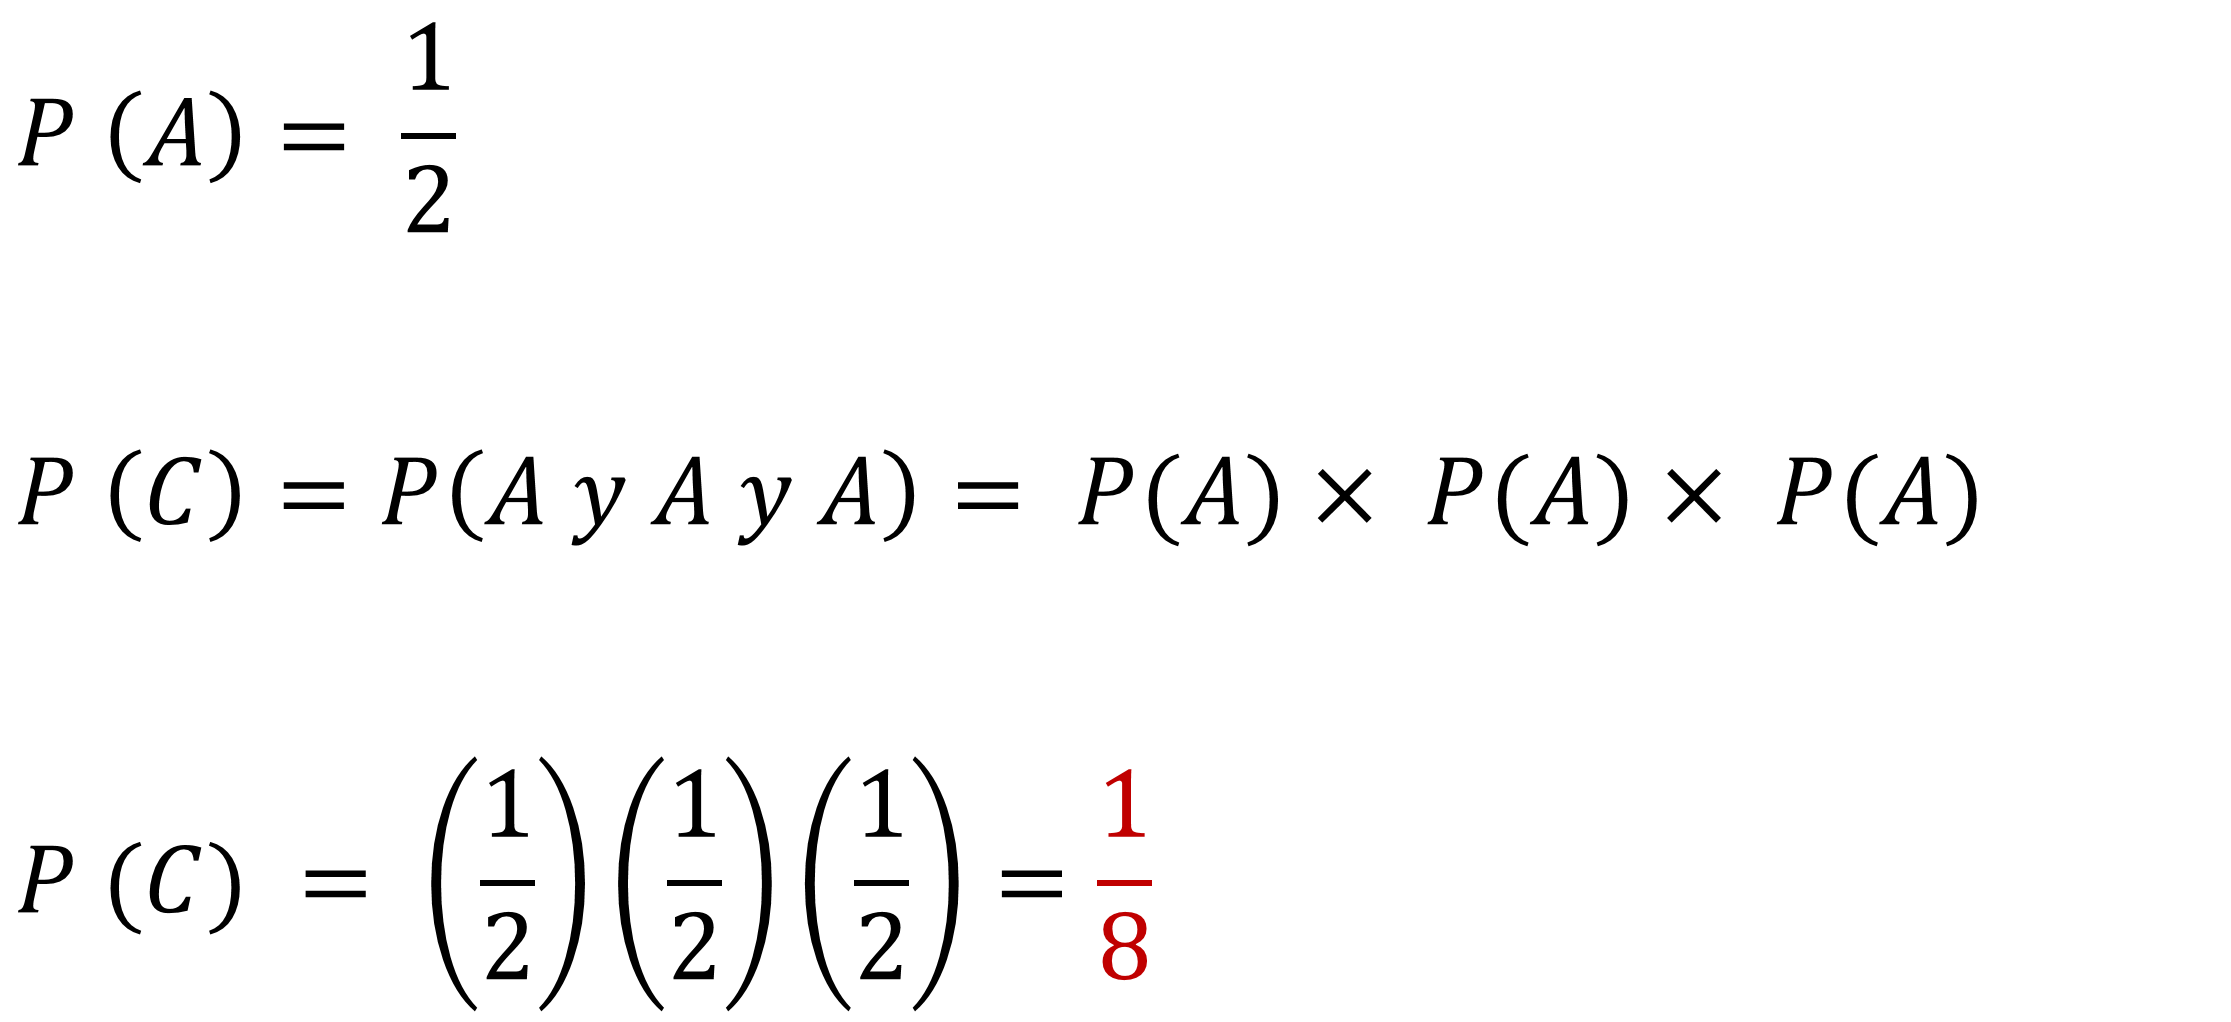 P (A) = 1/2
P (C) = P(A y A y A) = P(A) × P(A) × P(A)
P (C) = (1/2) (1/2) (1/2) = 1/8